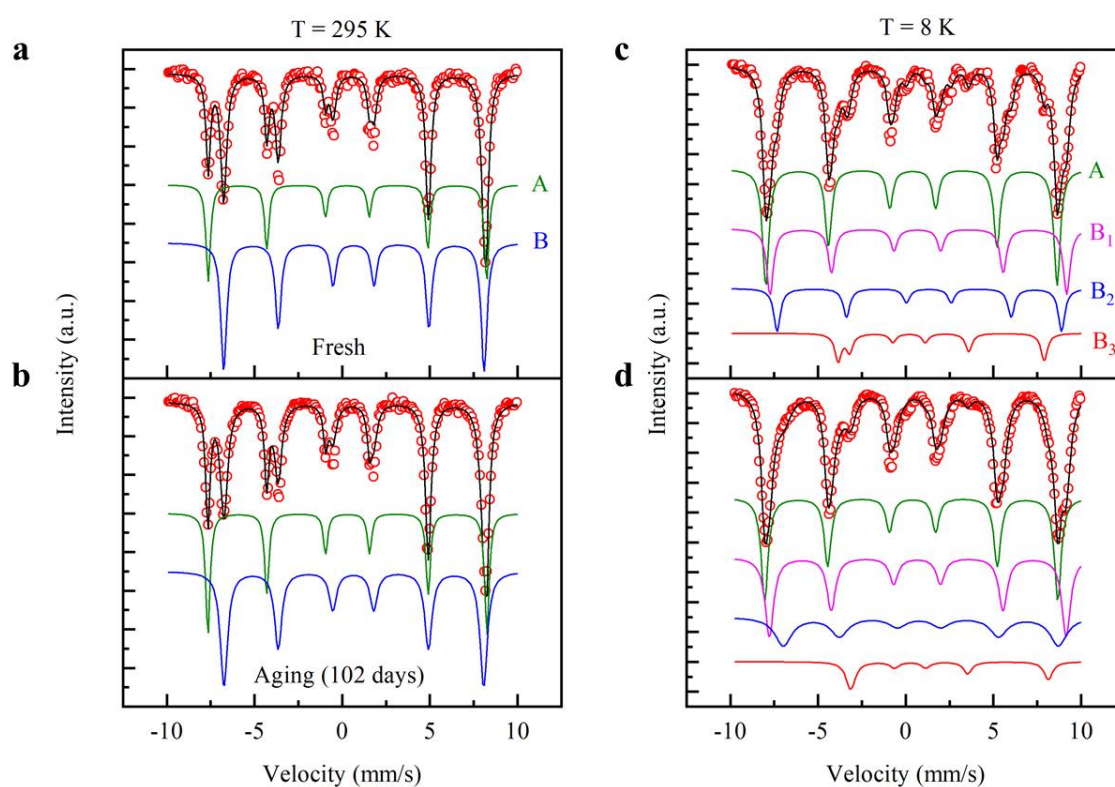 T = 295 K
T = 8 K
a
c
A
B
Fresh
A
B1
B2
B3
b
d
Aging (102 days)
Intensity (a.u.)
Intensity (a.u.)
-10 -5 0 5 10
-10 -5 0 5 10
Velocity (mm/s)
Velocity (mm/s)